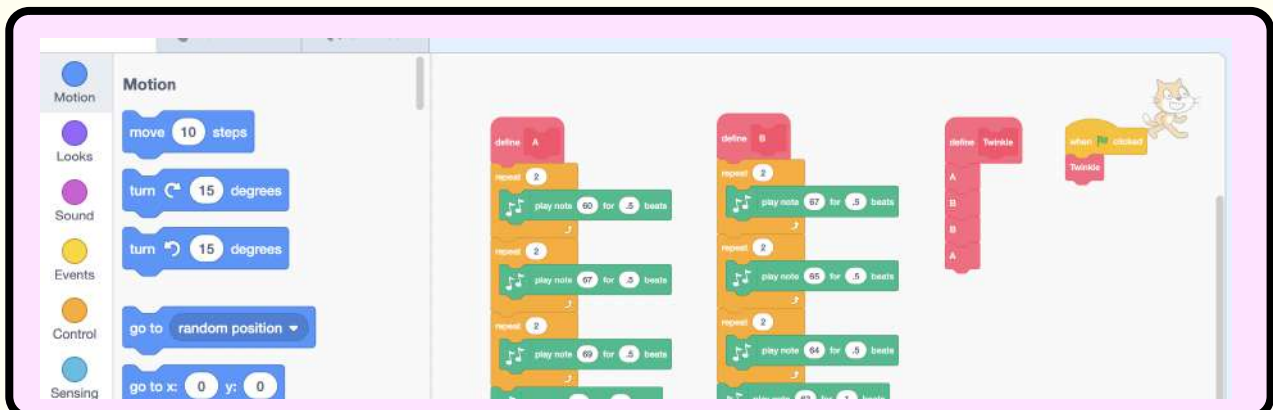 Motion
Motion
move 10 steps
Looks
turn 15 degrees
Sound
turn 15 degrees
Events
Control
go to random position
Sensing
go to x: 0 y: 0
define A
repeat 2
play note 60 for .5 beats
repeat 2
play note 67 for .5 beats
repeat 2
play note 69 for .5 beats
define B
repeat 2
play note 67 for .5 beats
repeat 2
play note 65 for .5 beats
repeat 2
play note 64 for .5 beats
define Twinkle
A
B
B
A
when clicked
Twinkle